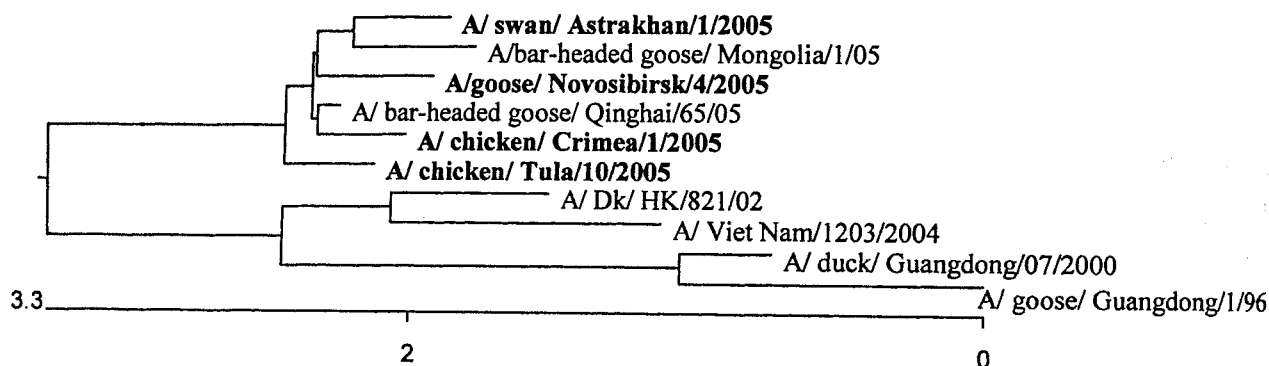 A/ swan/ Astrakhan/1/2005
A/bar-headed goose/ Mongolia/1/05
A/goose/ Novosibirsk/4/2005
A/ bar-headed goose/ Qinghai/65/05
A/ chicken/ Crimea/1/2005
A/ chicken/ Tula/10/2005
A/ Dk/ HK/821/02
A/ Viet Nam/1203/2004
A/ duck/ Guangdong/07/2000
A/ goose/ Guangdong/1/96
3.3
2 0